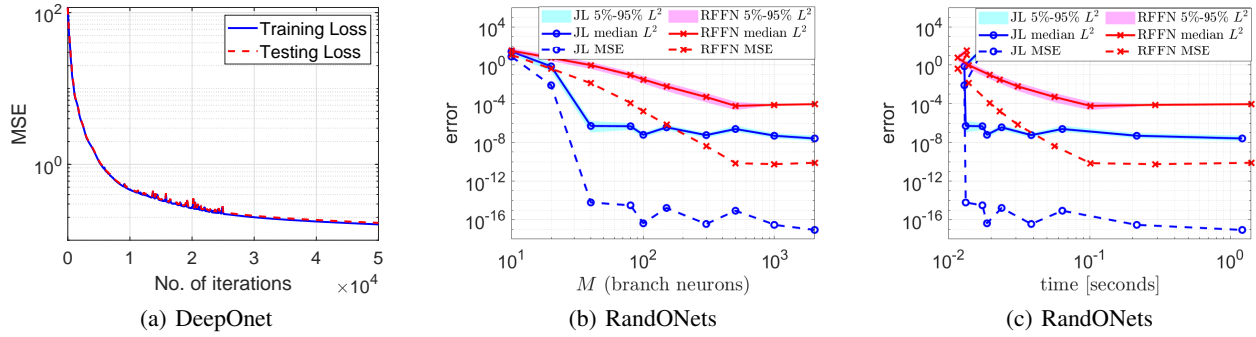 10^2
10^0
MSE
Training Loss
Testing Loss
0
1
2
3
4
5
No. of iterations
×10^4
(a) DeepOnet
JL 5%-95% L^2
JL median L^2
JL MSE
RFFN 5%-95% L^2
RFFN median L^2
RFFN MSE
error
10^0
10^-4
10^-8
10^-12
10^-16
10^1
10^2
10^3
M (branch neurons)
(b) RandONets
JL 5%-95% L^2
JL median L^2
JL MSE
RFFN 5%-95% L^2
RFFN median L^2
RFFN MSE
error
10^0
10^-4
10^-8
10^-12
10^-16
10^-2
10^-1
10^0
time [seconds]
(c) RandONets